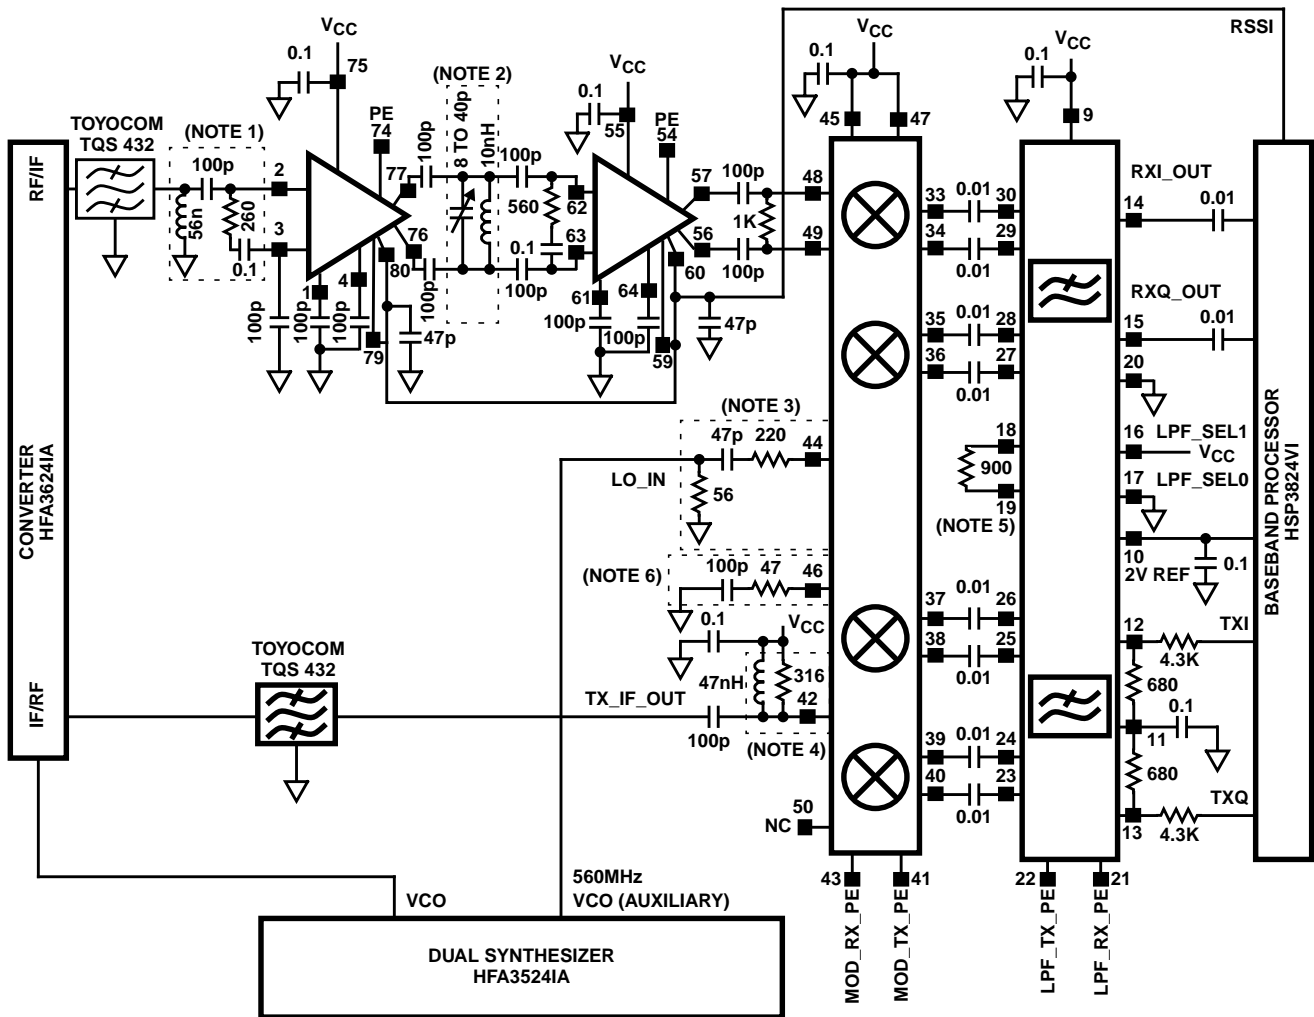 VCC
0.1
75
(NOTE 2)
VCC
0.1
55
PE
54
0.1
VCC
45
47
0.1
VCC
9
RSSI
TOYOCOM
TQS 432
(NOTE 1)
100p
2
56n
260
3
0.1
PE
74
77
100p
8 TO 40p
10nH
100p
560
62
0.1
63
100p
57
100p
48
1K
56
49
100p
60
76
80
100p
1
4
100p
100p
100p
79
47p
61
64
100p
100p
59
47p
RF/IF
CONVERTER
HFA3624IA
IF/RF
33
0.01
30
34
29
0.01
35
0.01
28
36
27
0.01
RXI_OUT
14
0.01
RXQ_OUT
15
0.01
20
16
LPF_SEL1
VCC
17
LPF_SEL0
10
2V REF
0.1
18
900
19
(NOTE 5)
(NOTE 3)
47p
220
44
LO_IN
56
(NOTE 6)
100p
47
46
0.1
VCC
47nH
316
42
TX_IF_OUT
100p
(NOTE 4)
TOYOCOM
TQS 432
37
0.01
26
38
25
0.01
39
0.01
24
40
23
0.01
12
TXI
4.3K
680
0.1
11
680
TXQ
13
4.3K
BASEBAND PROCESSOR
HSP3824VI
50
NC
43
41
22
21
MOD_RX_PE
MOD_TX_PE
LPF_TX_PE
LPF_RX_PE
VCO
560MHz
VCO (AUXILIARY)
DUAL SYNTHESIZER
HFA3524IA